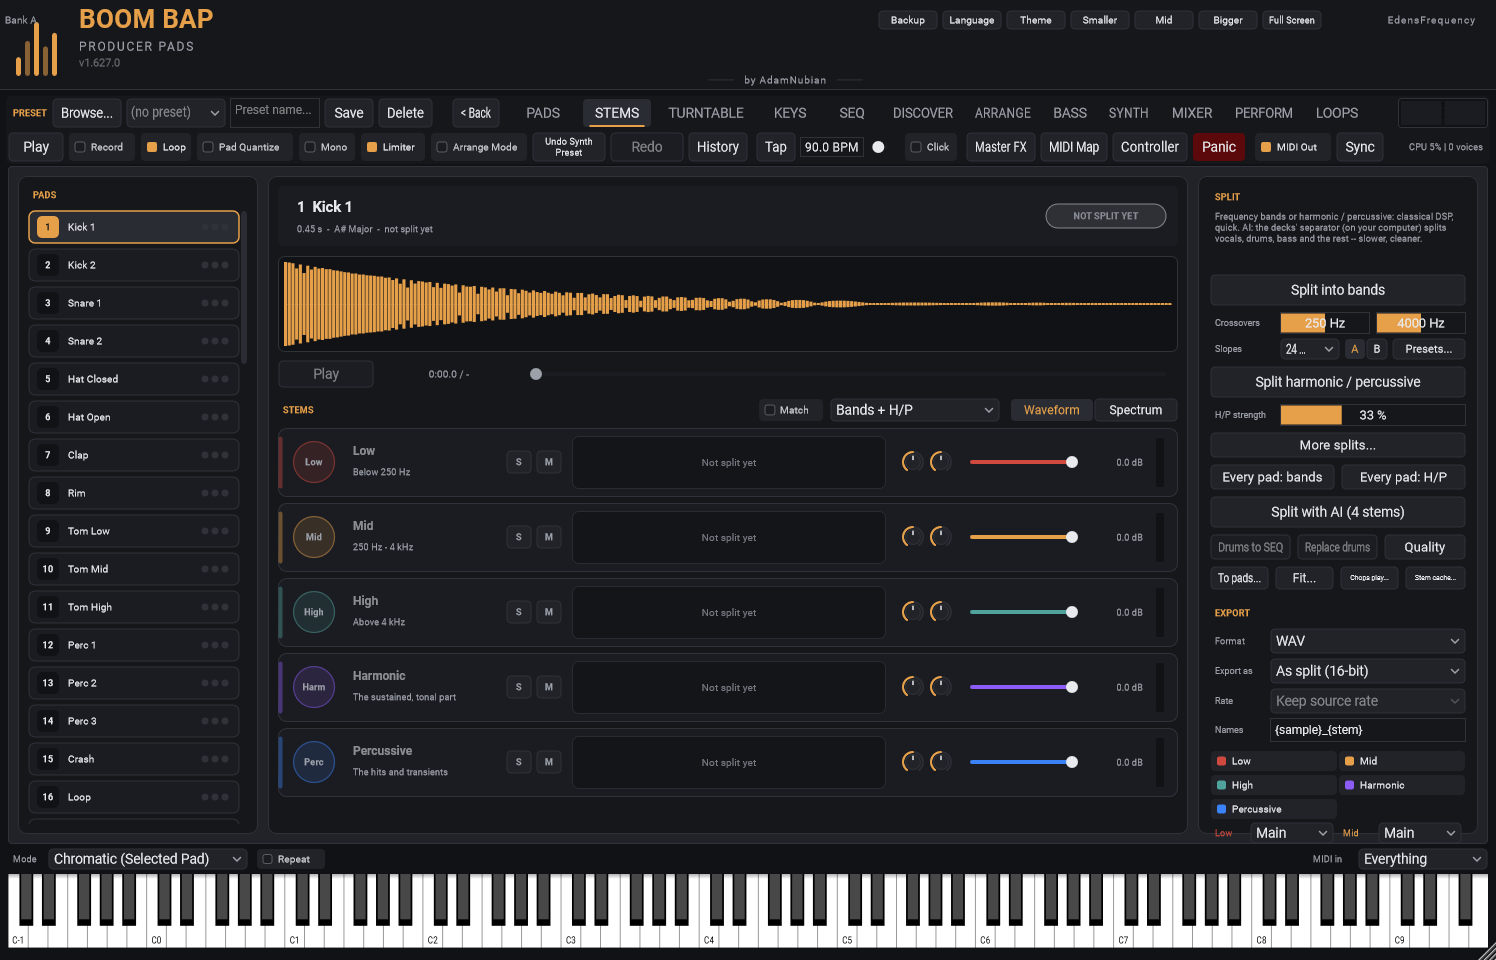 Bank A
BOOM BAP
PRODUCER PADS
v1.627.0
Backup Language Theme Smaller Mid Bigger Full Screen
EdensFrequency
by AdamNubian
PRESET Browse... (no preset) Preset name... Save Delete < Back PADS STEMS TURNTABLE KEYS SEQ DISCOVER ARRANGE BASS SYNTH MIXER PERFORM LOOPS
Play Record Loop Pad Quantize Mono Limiter Arrange Mode Undo Synth Preset Redo History Tap 90.0 BPM Click Master FX MIDI Map Controller Panic MIDI Out Sync CPU 5% | 0 voices
PADS
1 Kick 1
2 Kick 2
3 Snare 1
4 Snare 2
5 Hat Closed
6 Hat Open
7 Clap
8 Rim
9 Tom Low
10 Tom Mid
11 Tom High
12 Perc 1
13 Perc 2
14 Perc 3
15 Crash
16 Loop
1 Kick 1
0.45 s - A# Major - not split yet
NOT SPLIT YET
Play 0:00.0 / -
STEMS Match Bands + H/P Waveform Spectrum
Low Low
Below 250 Hz
S M Not split yet 0.0 dB
Mid Mid
250 Hz - 4 kHz
S M Not split yet 0.0 dB
High High
Above 4 kHz
S M Not split yet 0.0 dB
Harm Harmonic
The sustained, tonal part
S M Not split yet 0.0 dB
Perc Percussive
The hits and transients
S M Not split yet 0.0 dB
SPLIT
Frequency bands or harmonic / percussive: classical DSP,
quick. AI: the decks' separator (on your computer) splits
vocals, drums, bass and the rest -- slower, cleaner.
Split into bands
Crossovers 250 Hz 4000 Hz
Slopes 24 ... A B Presets...
Split harmonic / percussive
H/P strength 33 %
More splits...
Every pad: bands Every pad: H/P
Split with AI (4 stems)
Drums to SEQ Replace drums Quality
To pads... Fit... Chops play... Stem cache...
EXPORT
Format WAV
Export as As split (16-bit)
Rate Keep source rate
Names {sample}_{stem}
Low Mid
High Harmonic
Percussive
Low Main Mid Main
Mode Chromatic (Selected Pad) Repeat MIDI in Everything
C-1 C0 C1 C2 C3 C4 C5 C6 C7 C8 C9